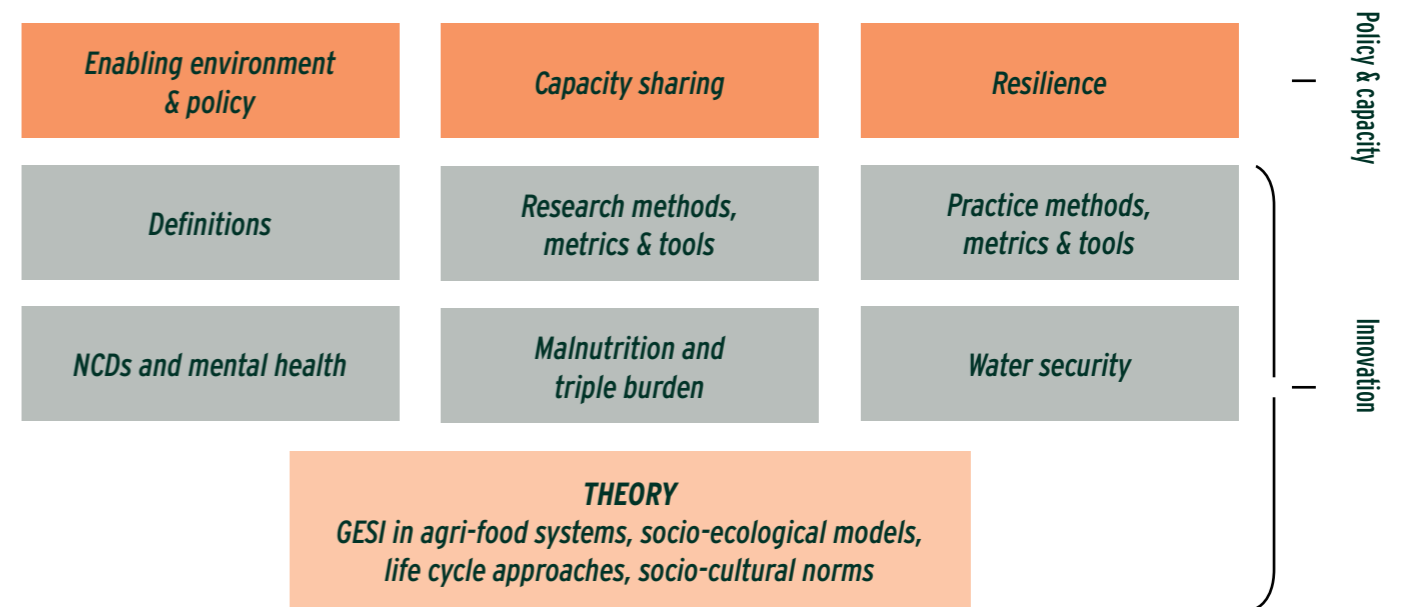 Enabling environment
& policy
Capacity sharing
Resilience
Policy & capacity
Definitions
Research methods,
metrics & tools
Practice methods,
metrics & tools
NCDs and mental health
Malnutrition and
triple burden
Water security
Innovation
THEORY
GESI in agri-food systems, socio-ecological models,
life cycle approaches, socio-cultural norms